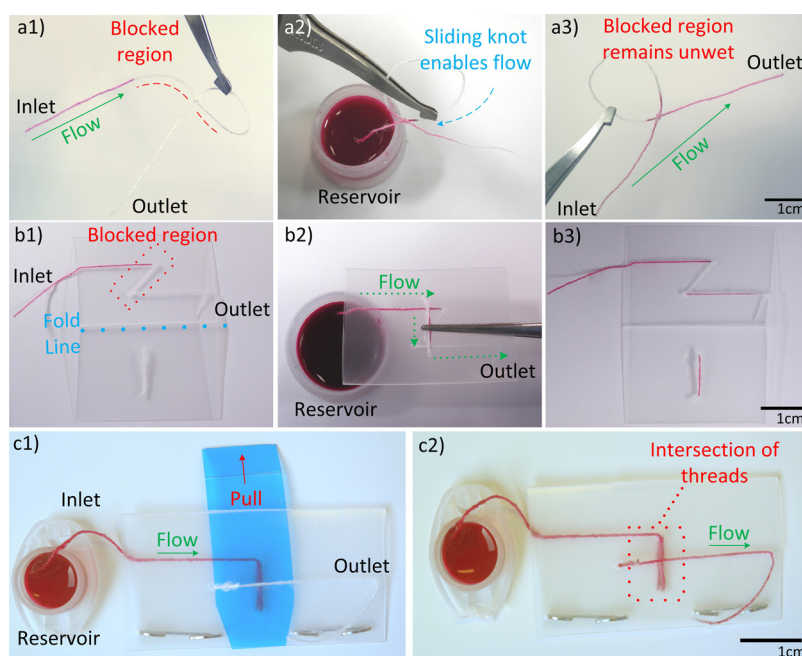 a1)
Blocked
region
Inlet
Flow
Outlet
a2)
Sliding knot
enables flow
Reservoir
a3)
Blocked region
remains unwet
Outlet
Flow
Inlet
1cm
b1)
Blocked region
Inlet
Outlet
Fold
Line
b2)
Flow
Outlet
Reservoir
b3)
1cm
c1)
Inlet
Pull
Flow
Outlet
Reservoir
c2)
Intersection of
threads
Flow
1cm